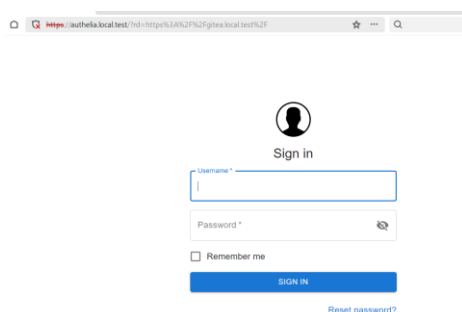 https://authelia.local.test/?rd=https%3A%2F%2Fgitea.local.test%2F
Sign in
Username *
Password *
Remember me
SIGN IN
Reset password?